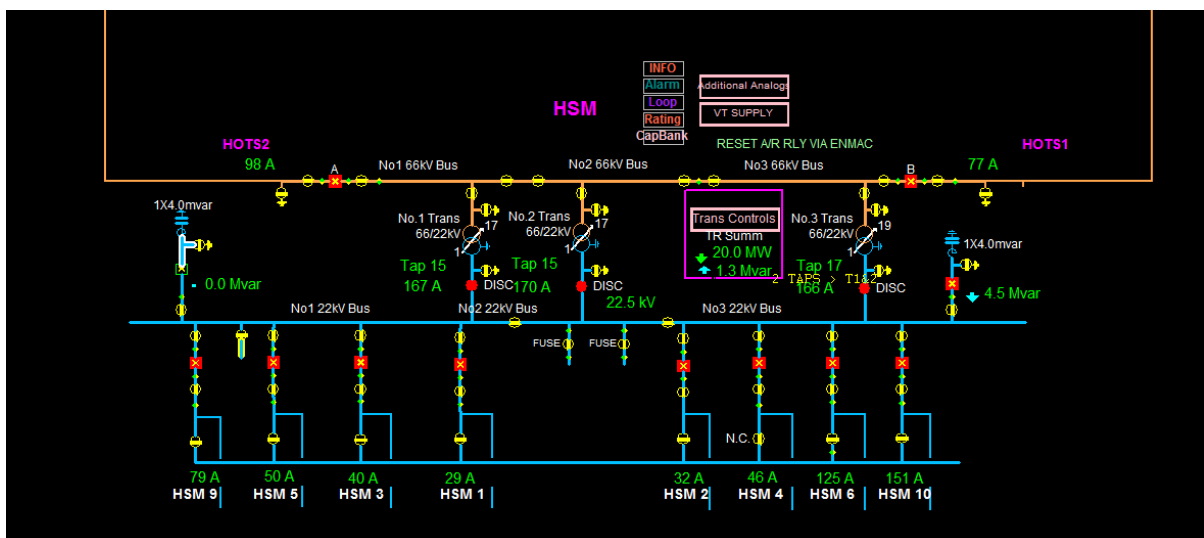 INFO
Alarm
Loop
Rating
CapBank
Additional Analogs
VT SUPPLY
HSM
HOTS2
RESET A/R RLY VIA ENMAC
HOTS1
98 A
A
No1 66kV Bus
No2 66kV Bus
No3 66kV Bus
B
77 A
1X4.0mvar
No.1 Trans
66/22kV
17
1
Tap 15
167 A
DISC
No.2 Trans
66/22kV
17
1
Tap 15
170 A
DISC
Trans Controls
TR Summ
20.0 MW
1.3 Mvar
2 TAPS > T1&2
No.3 Trans
66/22kV
19
1
Tap 17
166 A
DISC
1X4.0mvar
0.0 Mvar
4.5 Mvar
22.5 kV
No1 22kV Bus
No2 22kV Bus
No3 22kV Bus
FUSE
FUSE
N.C.
79 A
50 A
40 A
29 A
32 A
46 A
125 A
151 A
HSM 9
HSM 5
HSM 3
HSM 1
HSM 2
HSM 4
HSM 6
HSM 10